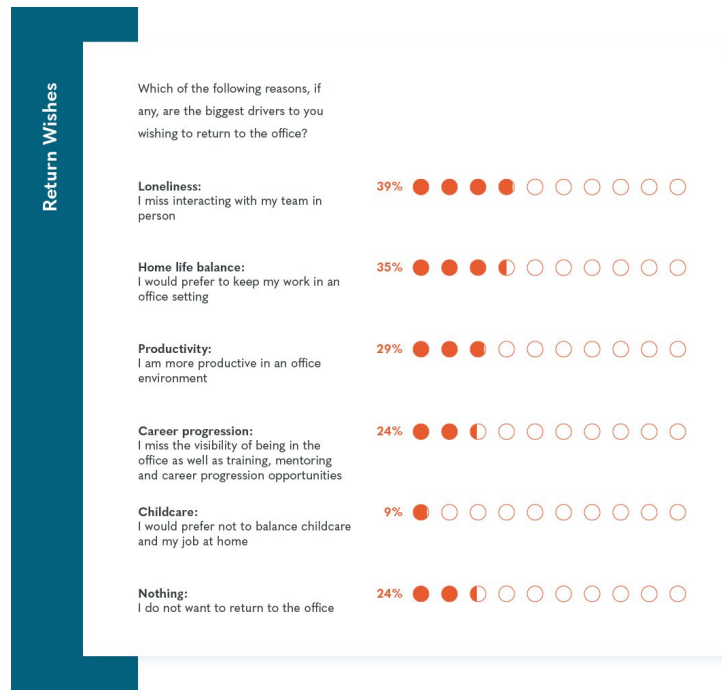 Return Wishes
Which of the following reasons, if
any, are the biggest drivers to you
wishing to return to the office?
Loneliness:
I miss interacting with my team in
person
39%
Home life balance:
I would prefer to keep my work in an
office setting
35%
Productivity:
I am more productive in an office
environment
29%
Career progression:
I miss the visibility of being in the
office as well as training, mentoring
and career progression opportunities
24%
Childcare:
I would prefer not to balance childcare
and my job at home
9%
Nothing:
I do not want to return to the office
24%